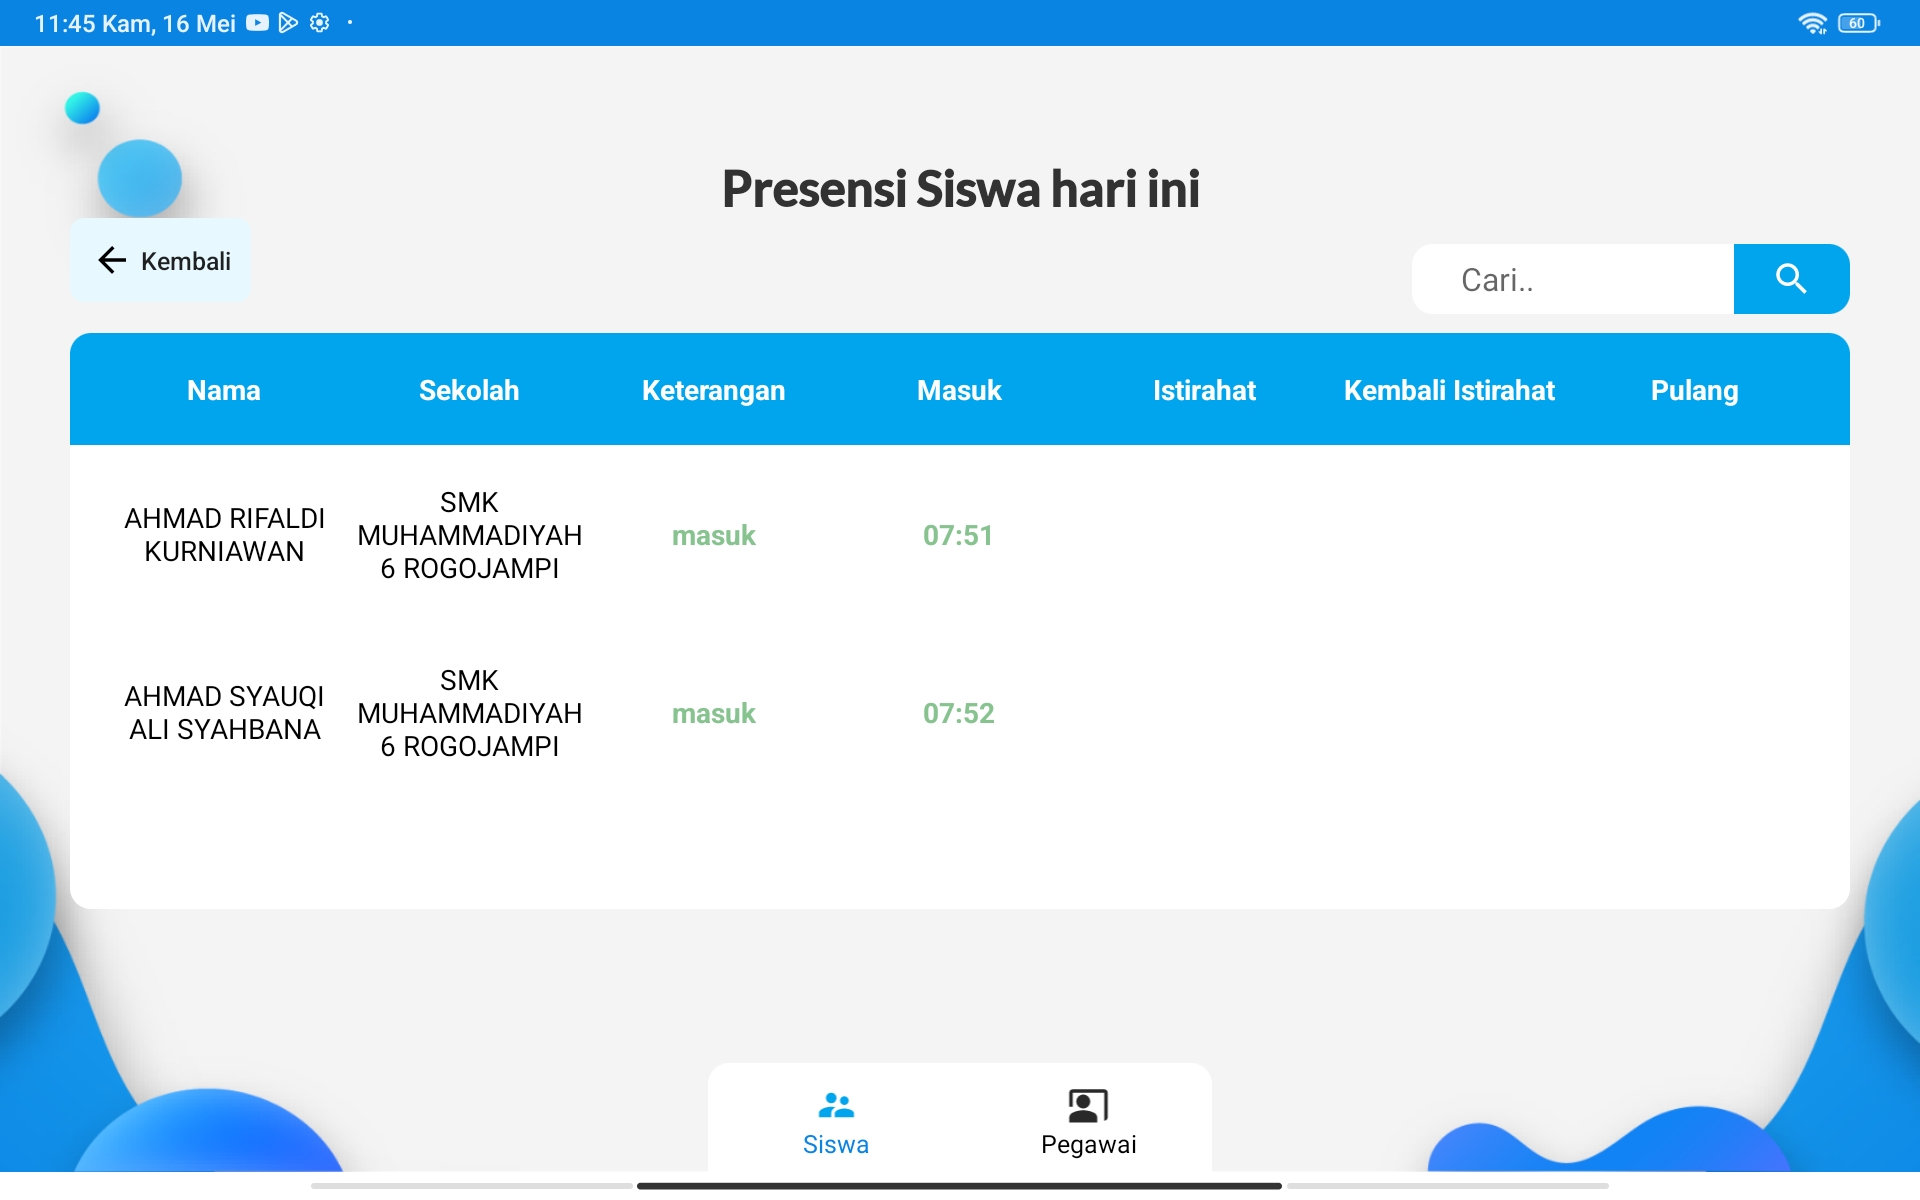 11:45 Kam, 16 Mei
60
Presensi Siswa hari ini
Kembali
Cari..
Nama Sekolah Keterangan Masuk Istirahat Kembali Istirahat Pulang
AHMAD RIFALDI
KURNIAWAN
SMK
MUHAMMADIYAH
6 ROGOJAMPI
masuk
07:51
AHMAD SYAUQI
ALI SYAHBANA
SMK
MUHAMMADIYAH
6 ROGOJAMPI
masuk
07:52
Siswa
Pegawai